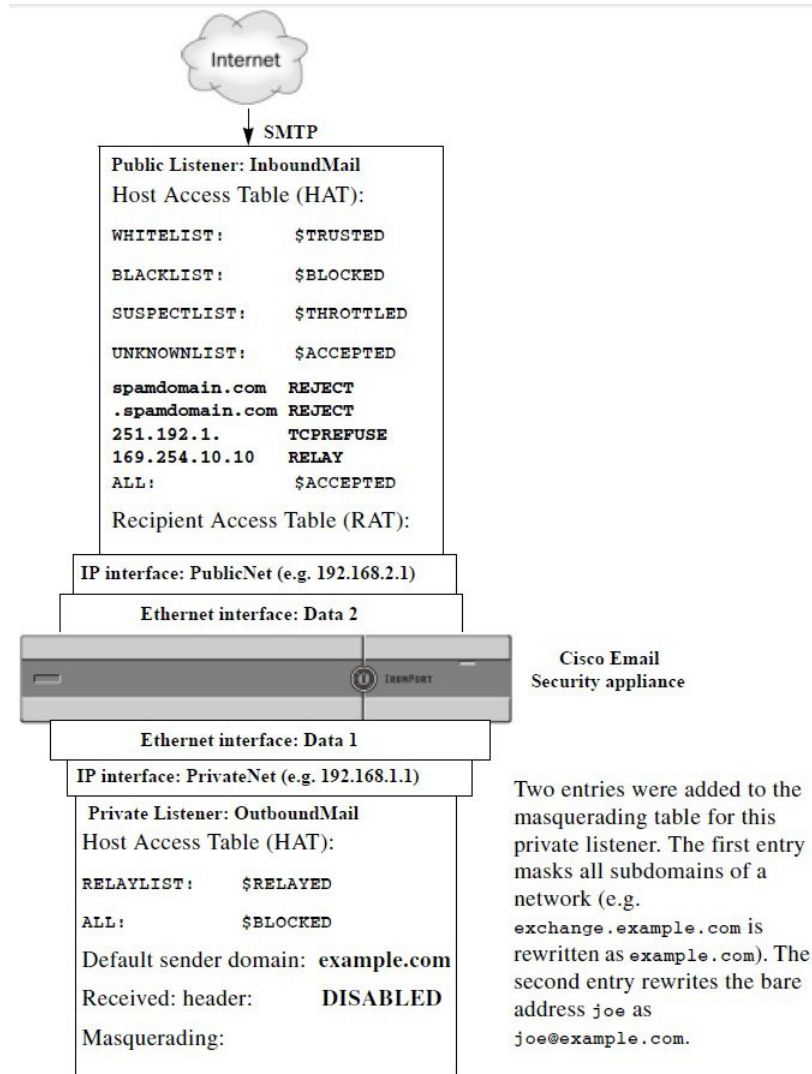 Internet
SMTP
Public Listener: InboundMail
Host Access Table (HAT):
WHITELIST: $TRUSTED
BLACKLIST: $BLOCKED
SUSPECTLIST: $THROTTLED
UNKNOWNLIST: $ACCEPTED
spamdomain.com REJECT
.spamdomain.com REJECT
251.192.1. TCPREFUSE
169.254.10.10 RELAY
ALL: $ACCEPTED
Recipient Access Table (RAT):
IP interface: PublicNet (e.g. 192.168.2.1)
Ethernet interface: Data 2
IronPort
Cisco Email
Security appliance
Ethernet interface: Data 1
IP interface: PrivateNet (e.g. 192.168.1.1)
Private Listener: OutboundMail
Host Access Table (HAT):
RELAYLIST: $RELAYED
ALL: $BLOCKED
Default sender domain: example.com
Received: header: DISABLED
Masquerading:
Two entries were added to the
masquerading table for this
private listener. The first entry
masks all subdomains of a
network (e.g.
exchange.example.com is
rewritten as example.com). The
second entry rewrites the bare
address joe as
joe@example.com.